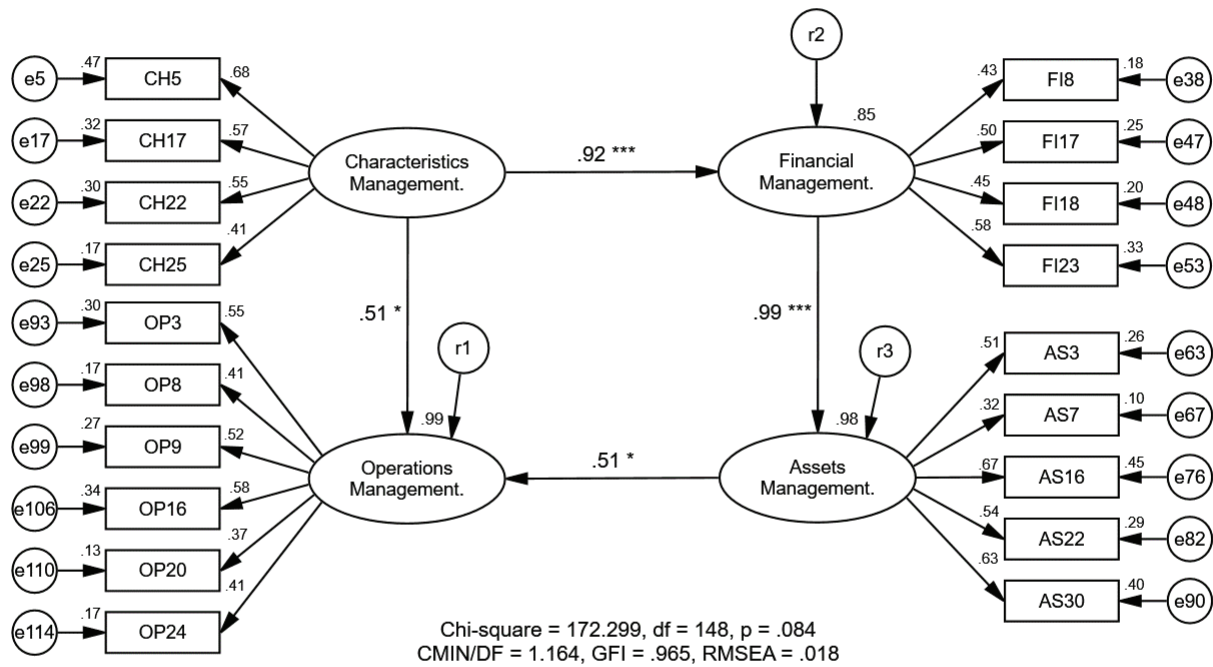 r2
e5
.47
CH5
.68
e17
.32
CH17
.57
e22
.30
CH22
.55
e25
.17
CH25
.41
Characteristics
Management.
.92 ***
.85
Financial
Management.
.43
FI8
.18
e38
.50
FI17
.25
e47
.45
FI18
.20
e48
.58
FI23
.33
e53
.51 *
.99 ***
e93
.30
OP3
.55
e98
.17
OP8
.41
e99
.27
OP9
.52
e106
.34
OP16
.58
e110
.13
OP20
.37
e114
.17
OP24
.41
r1
.99
Operations
Management.
.51 *
r3
.98
Assets
Management.
.51
AS3
.26
e63
.32
AS7
.10
e67
.67
AS16
.45
e76
.54
AS22
.29
e82
.63
AS30
.40
e90
Chi-square = 172.299, df = 148, p = .084
CMIN/DF = 1.164, GFI = .965, RMSEA = .018